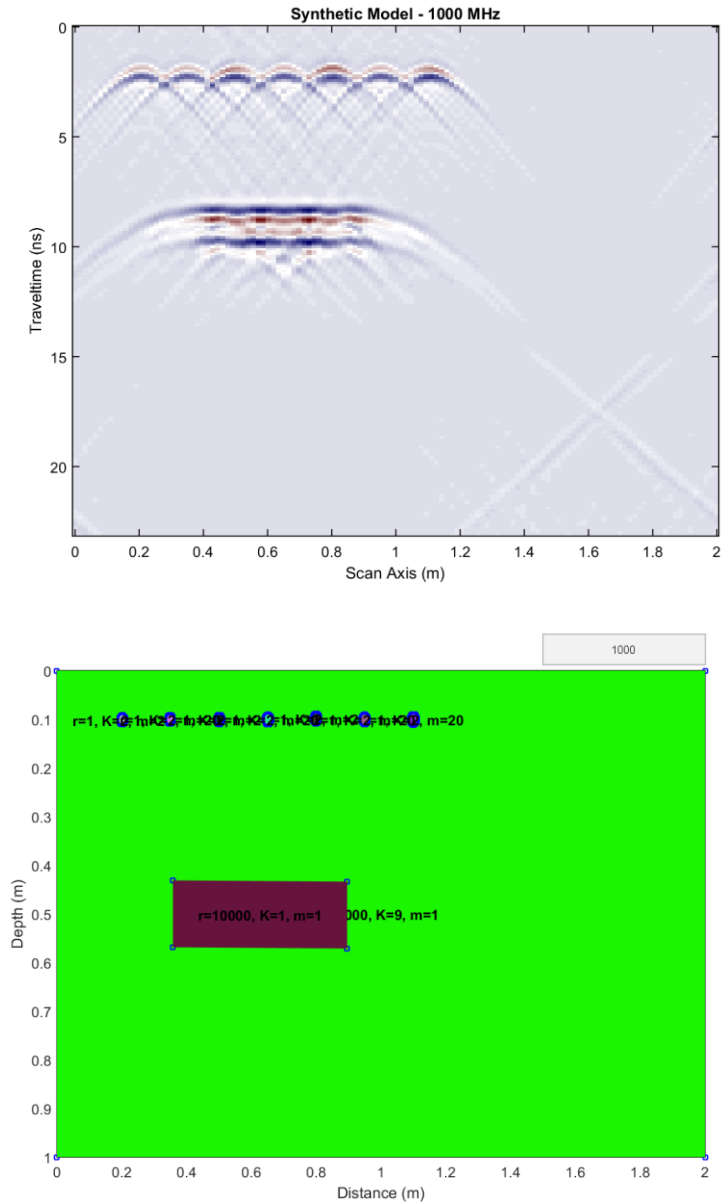 Synthetic Model - 1000 MHz
0
5
10
15
20
Traveltime (ns)
0 0.2 0.4 0.6 0.8 1 1.2 1.4 1.6 1.8 2
Scan Axis (m)
1000
0
0.1
0.2
0.3
0.4
0.5
0.6
0.7
0.8
0.9
1
Depth (m)
r=1, m=20
r=10000, K=1, m=1 000, K=9, m=1
0 0.2 0.4 0.6 0.8 1 1.2 1.4 1.6 1.8 2
Distance (m)